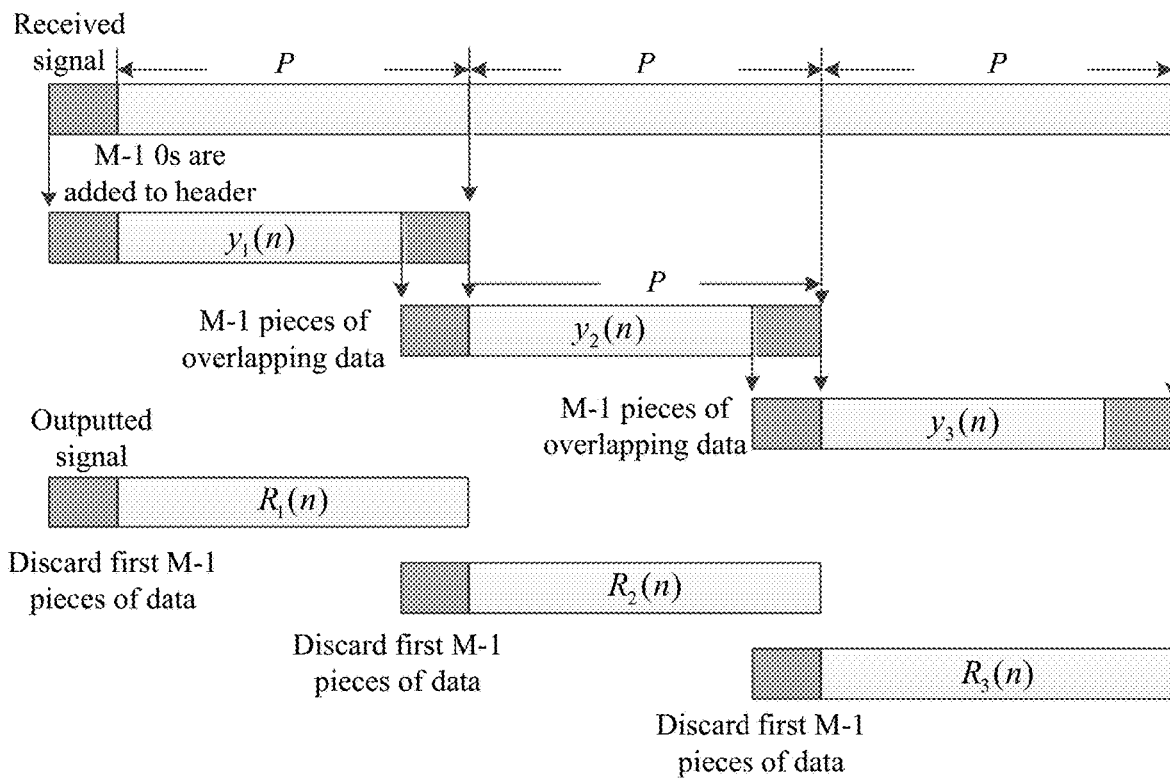 Received
signal
P P P
M-1 0s are
added to header
y₁(n)
P
M-1 pieces of
overlapping data
y₂(n)
M-1 pieces of
overlapping data
y₃(n)
Outputted
signal
R₁(n)
Discard first M-1
pieces of data
R₂(n)
Discard first M-1
pieces of data
R₃(n)
Discard first M-1
pieces of data